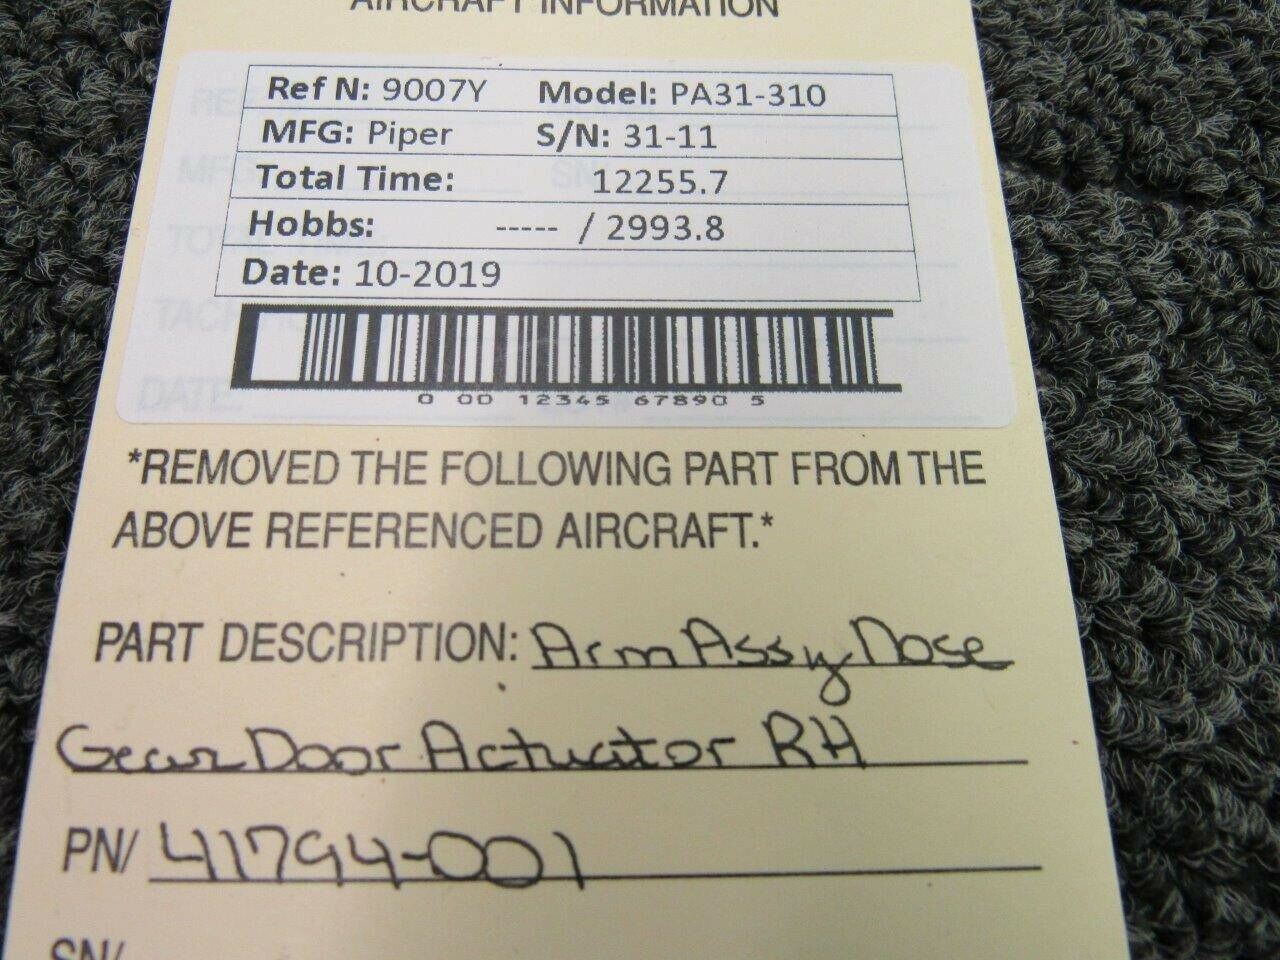 AIRCRAFT INFORMATION
Ref N: 9007Y Model: PA31-310
MFG: Piper S/N: 31-11
Total Time: 12255.7
Hobbs: ----- / 2993.8
Date: 10-2019
0 00 12345 67890 5
*REMOVED THE FOLLOWING PART FROM THE
ABOVE REFERENCED AIRCRAFT.*
PART DESCRIPTION: Arm Assy Nose
Gear Door Actuator RH
PN/ 41794-001
SN/